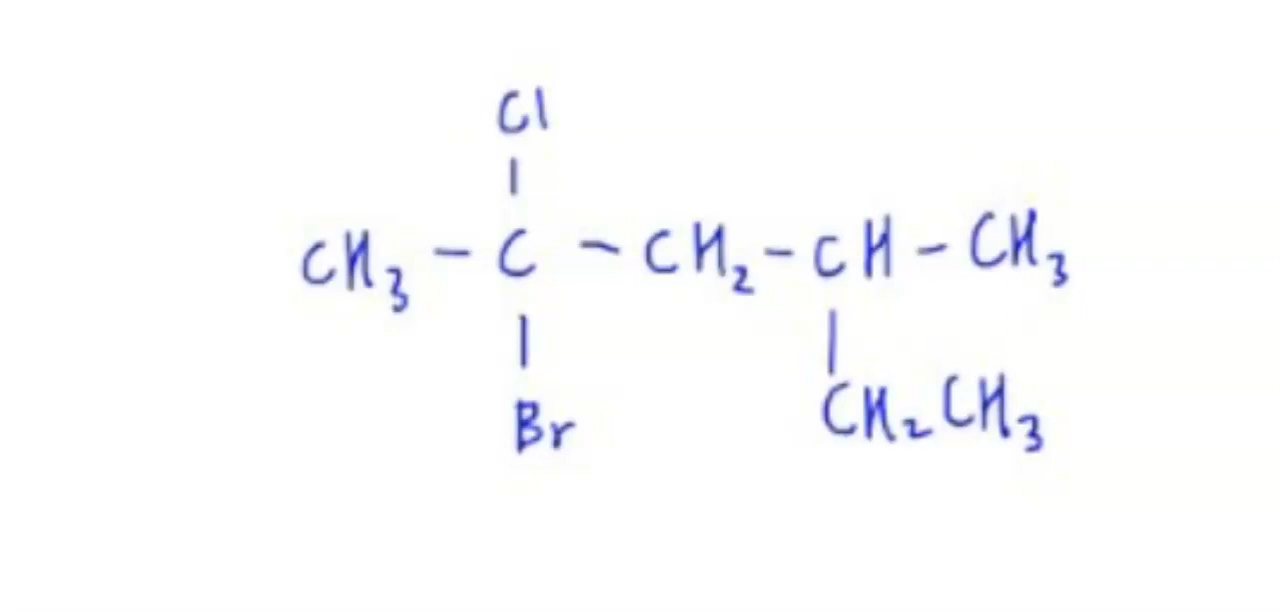 Cl
|
CH₃ - C - CH₂ - CH - CH₃
| |
Br CH₂CH₃